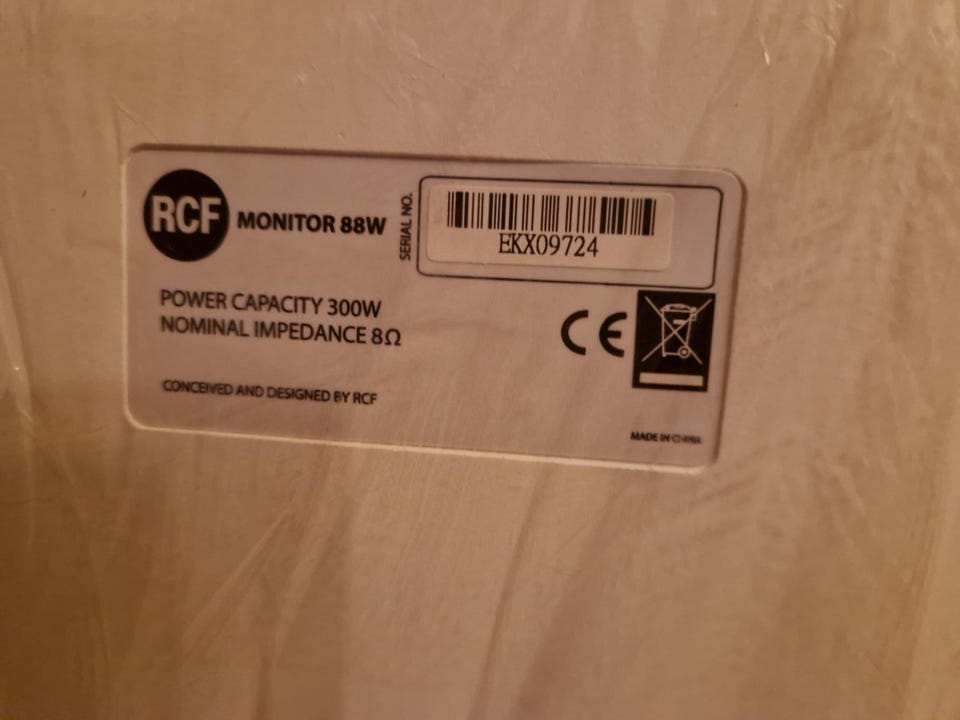 RCF MONITOR 88W
SERIAL NO.
EKX09724
POWER CAPACITY 300W
NOMINAL IMPEDANCE 8Ω
CE
CONCEIVED AND DESIGNED BY RCF
MADE IN CHINA